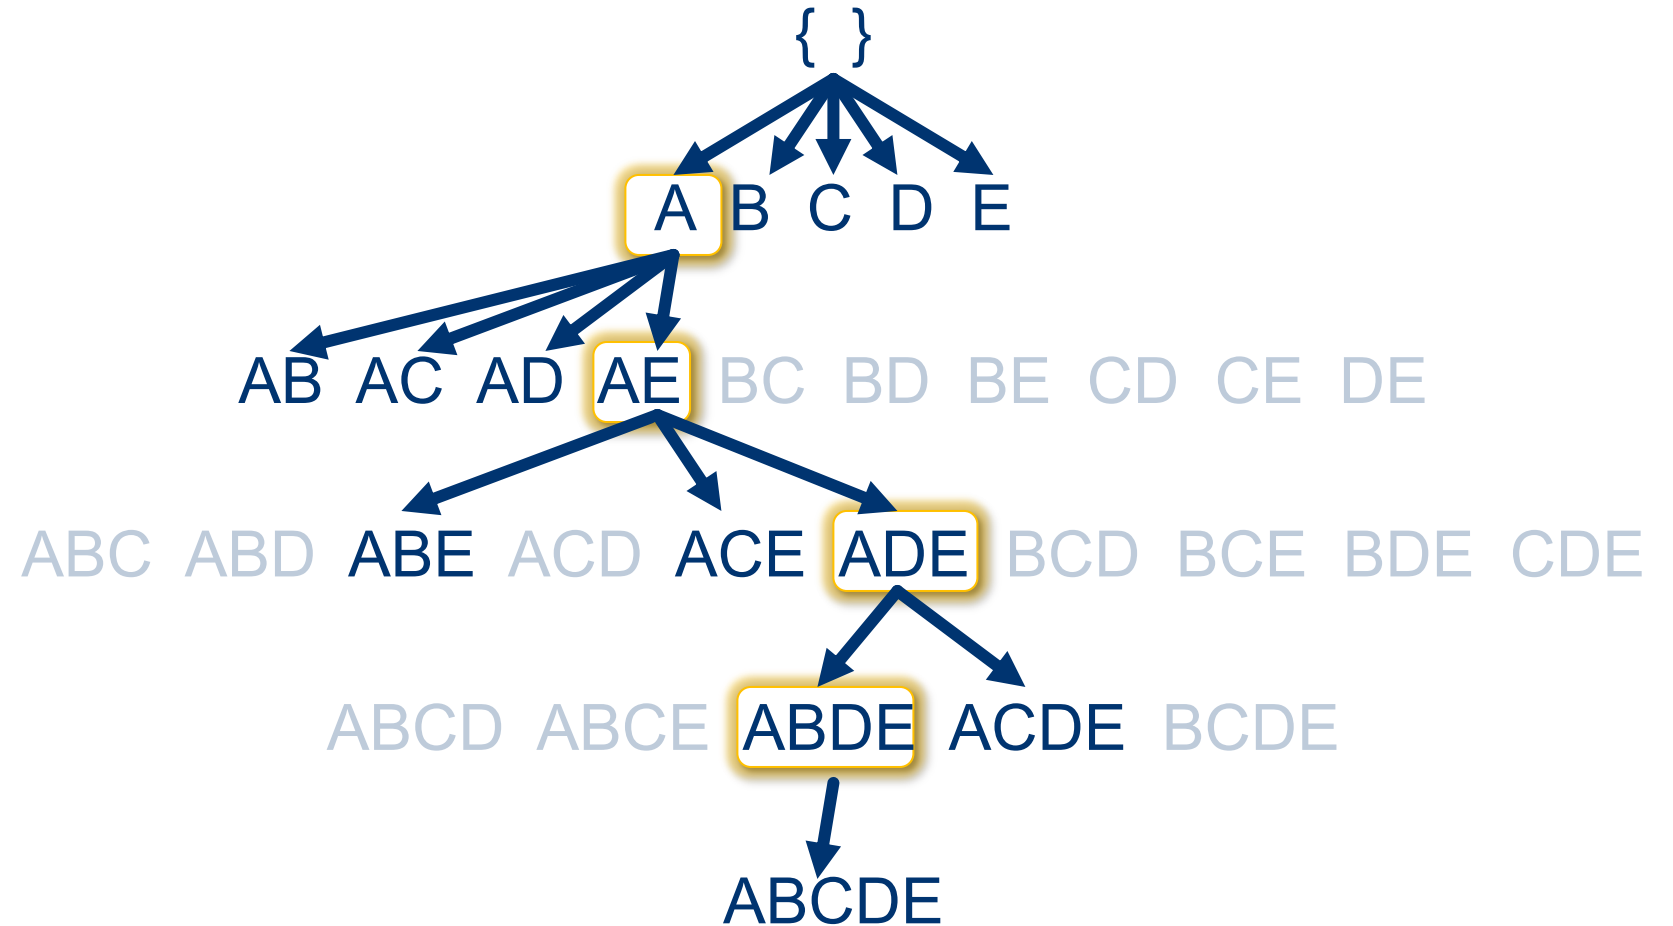 { }
A B C D E
AB AC AD AE BC BD BE CD CE DE
ABC ABD ABE ACD ACE ADE BCD BCE BDE CDE
ABCD ABCE ABDE ACDE BCDE
ABCDE